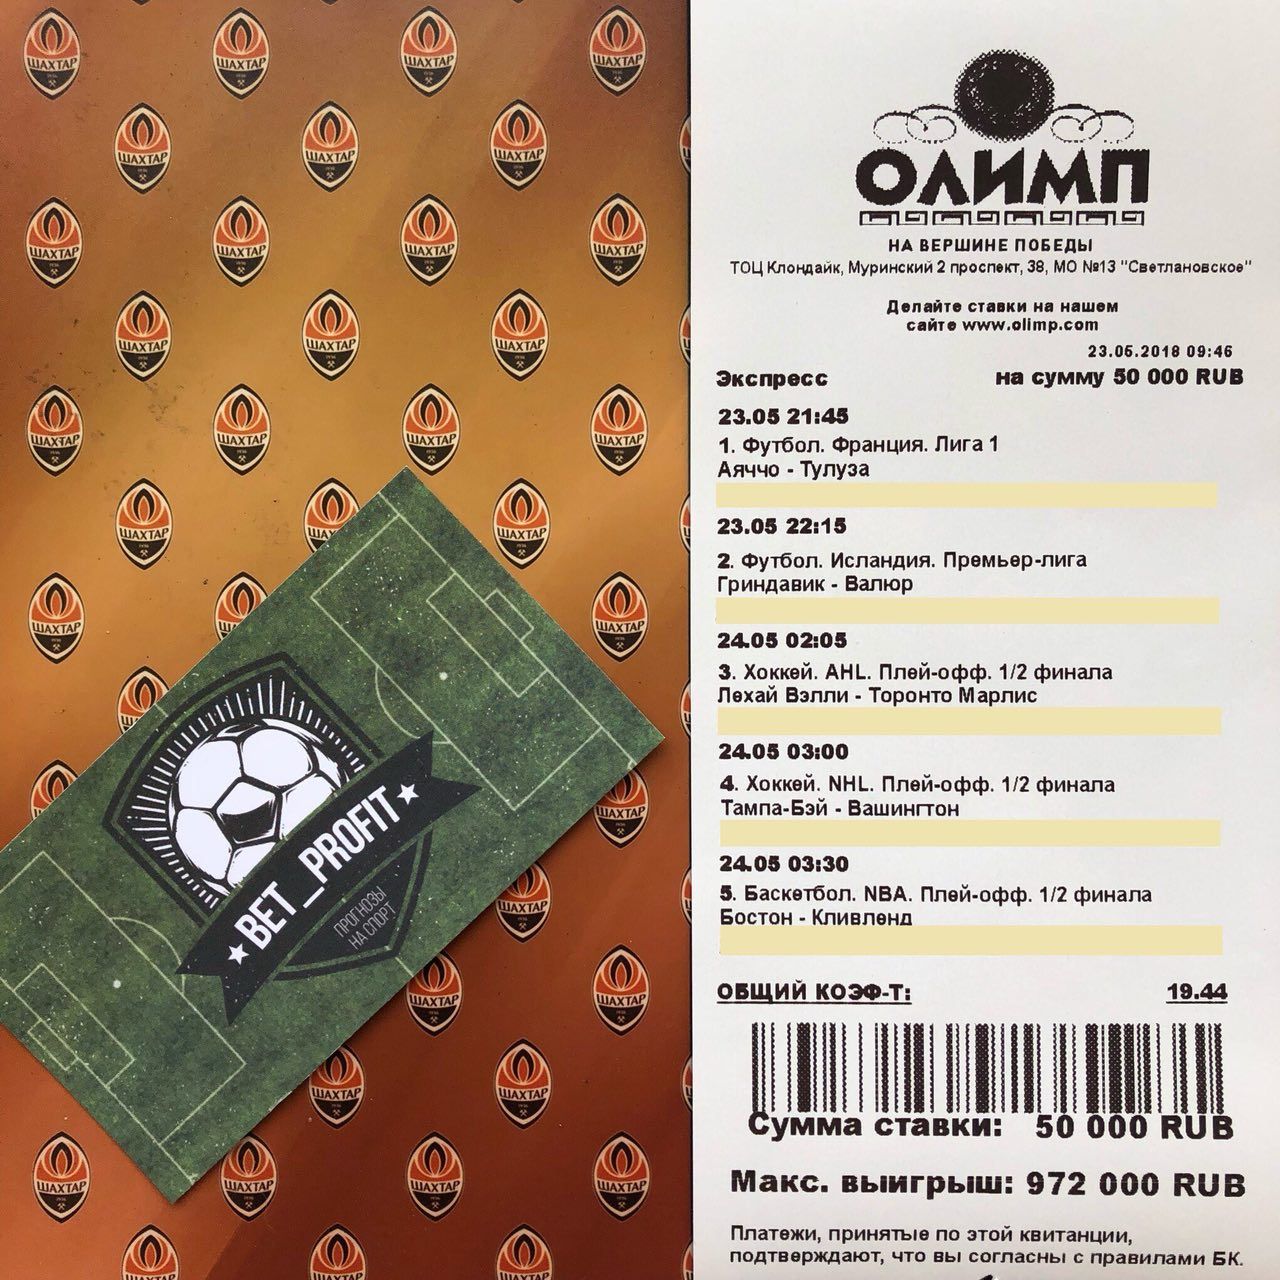 ШАХТАР
1936
BET_PROFIT
ПРОГНОЗЫ
НА СПОРТ
ОЛИМП
НА ВЕРШИНЕ ПОБЕДЫ
ТОЦ Клондайк, Муринский 2 проспект, 38, МО №13 "Светлановское"
Делайте ставки на нашем
сайте www.olimp.com
23.05.2018 09:46
Экспресс на сумму 50 000 RUB
23.05 21:45
1. Футбол. Франция. Лига 1
Аяччо - Тулуза
23.05 22:15
2. Футбол. Исландия. Премьер-лига
Гриндавик - Валюр
24.05 02:05
3. Хоккей. AHL. Плей-офф. 1/2 финала
Лехай Вэлли - Торонто Марлис
24.05 03:00
4. Хоккей. NHL. Плей-офф. 1/2 финала
Тампа-Бэй - Вашингтон
24.05 03:30
5. Баскетбол. NBA. Плей-офф. 1/2 финала
Бостон - Кливленд
ОБЩИЙ КОЭФ-Т: 19.44
Сумма ставки: 50 000 RUB
Макс. выигрыш: 972 000 RUB
Платежи, принятые по этой квитанции,
подтверждают, что вы согласны с правилами БК.